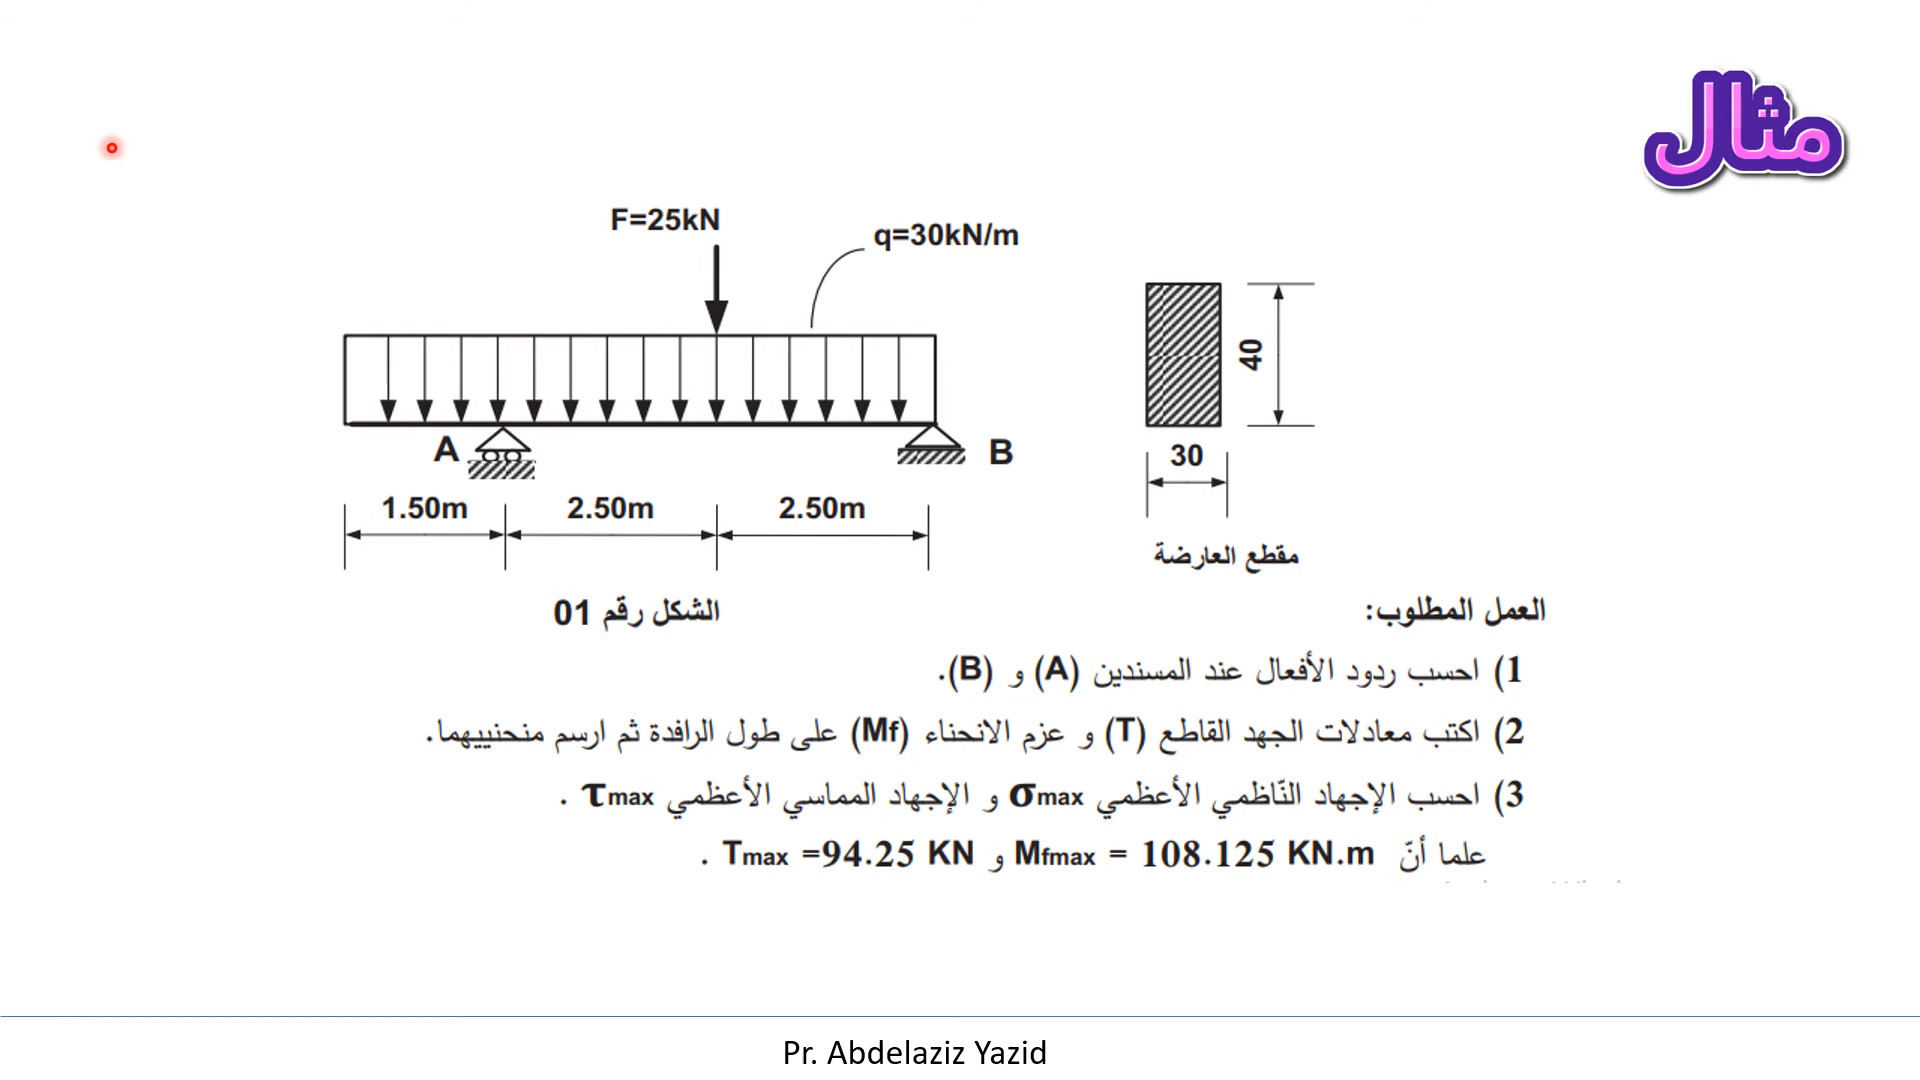 مثال
F=25kN
q=30kN/m
40
A
B
30
1.50m 2.50m 2.50m
مقطع العارضة
الشكل رقم 01
العمل المطلوب:
1) احسب ردود الأفعال عند المسندين (A) و (B).
2) اكتب معادلات الجهد القاطع (T) و عزم الانحناء (Mf) على طول الرافدة ثم ارسم منحنييهما.
3) احسب الإجهاد النّاظمي الأعظمي σmax و الإجهاد المماسي الأعظمي τmax .
علما أنّ Mfmax = 108.125 KN.m و Tmax =94.25 KN .
Pr. Abdelaziz Yazid